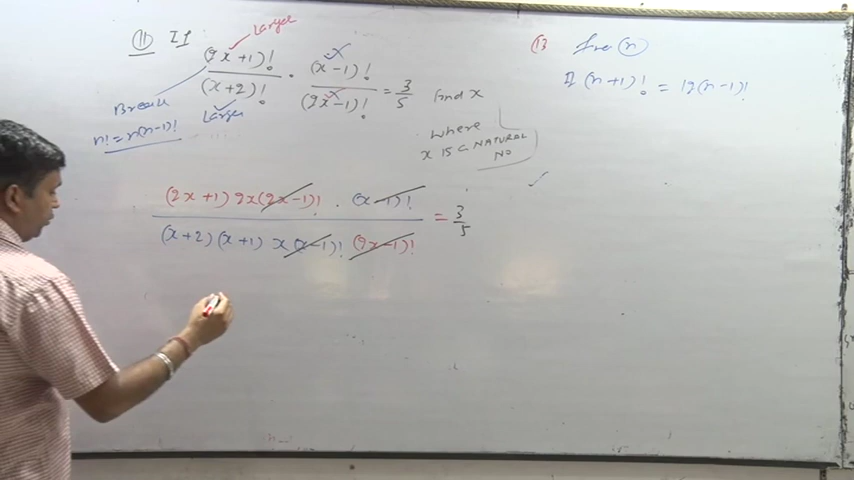 (11) If
Larger
(2x+1)! / (x+2)! · (x-1)! / (2x-1)! = 3/5 find x
Larger
Break
n! = n(n-1)!
where
x is a NATURAL
NO
(2x+1) 2x (2x-1)! · (x-1)! / (x+2) (x+1) x (x-1)! (2x-1)! = 3/5
(13 Find (n)
If (n+1)! = 12(n-1)!